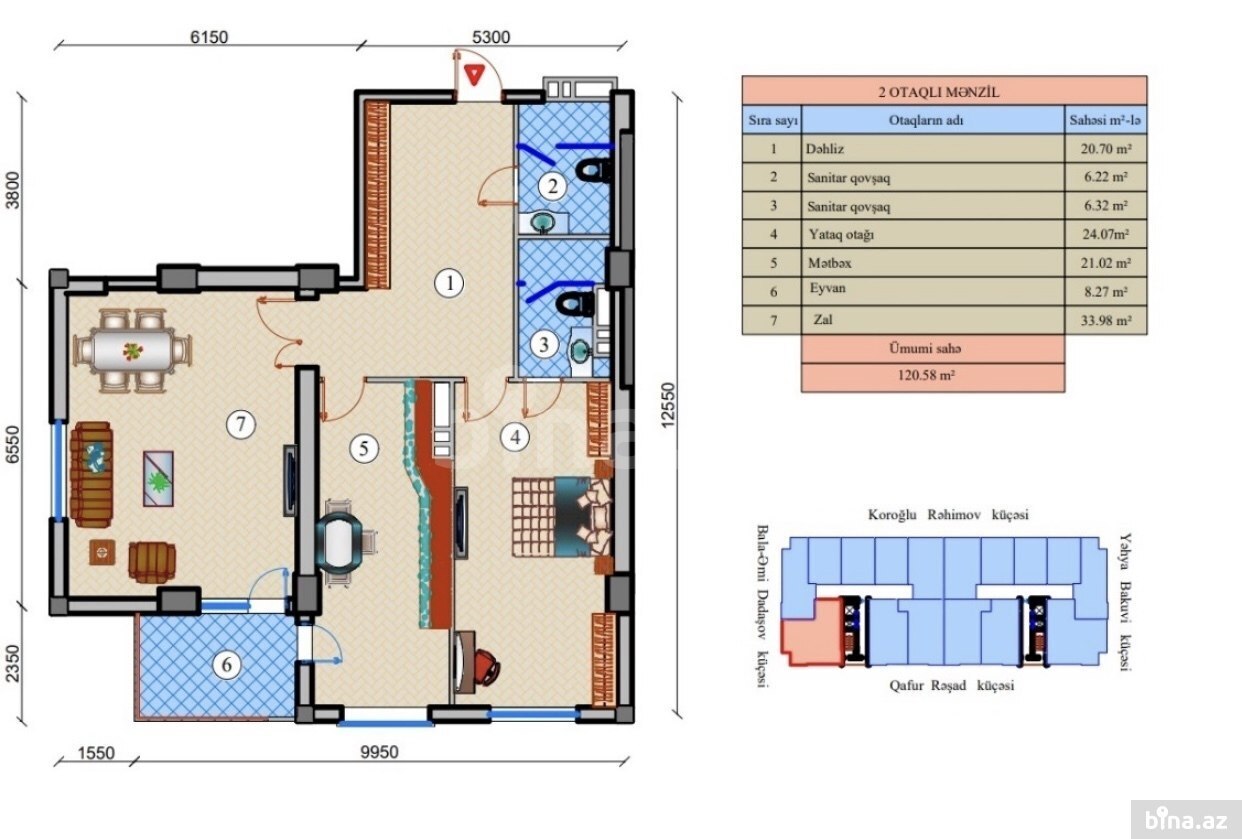 6150
5300
3800
6550
2350
12550
1550
9950
1
2
3
4
5
6
7
2 OTAQLI MƏNZİL
Sıra sayı Otaqların adı Sahəsi m²-lə
1 Dəhliz 20.70 m²
2 Sanitar qovşaq 6.22 m²
3 Sanitar qovşaq 6.32 m²
4 Yataq otağı 24.07m²
5 Mətbəx 21.02 m²
6 Eyvan 8.27 m²
7 Zal 33.98 m²
Ümumi sahə
120.58 m²
Koroğlu Rəhimov küçəsi
Bala-Əmi Dadaşov küçəsi
Yəhya Bakuvi küçəsi
Qafur Rəşad küçəsi
bina.az
bina.az